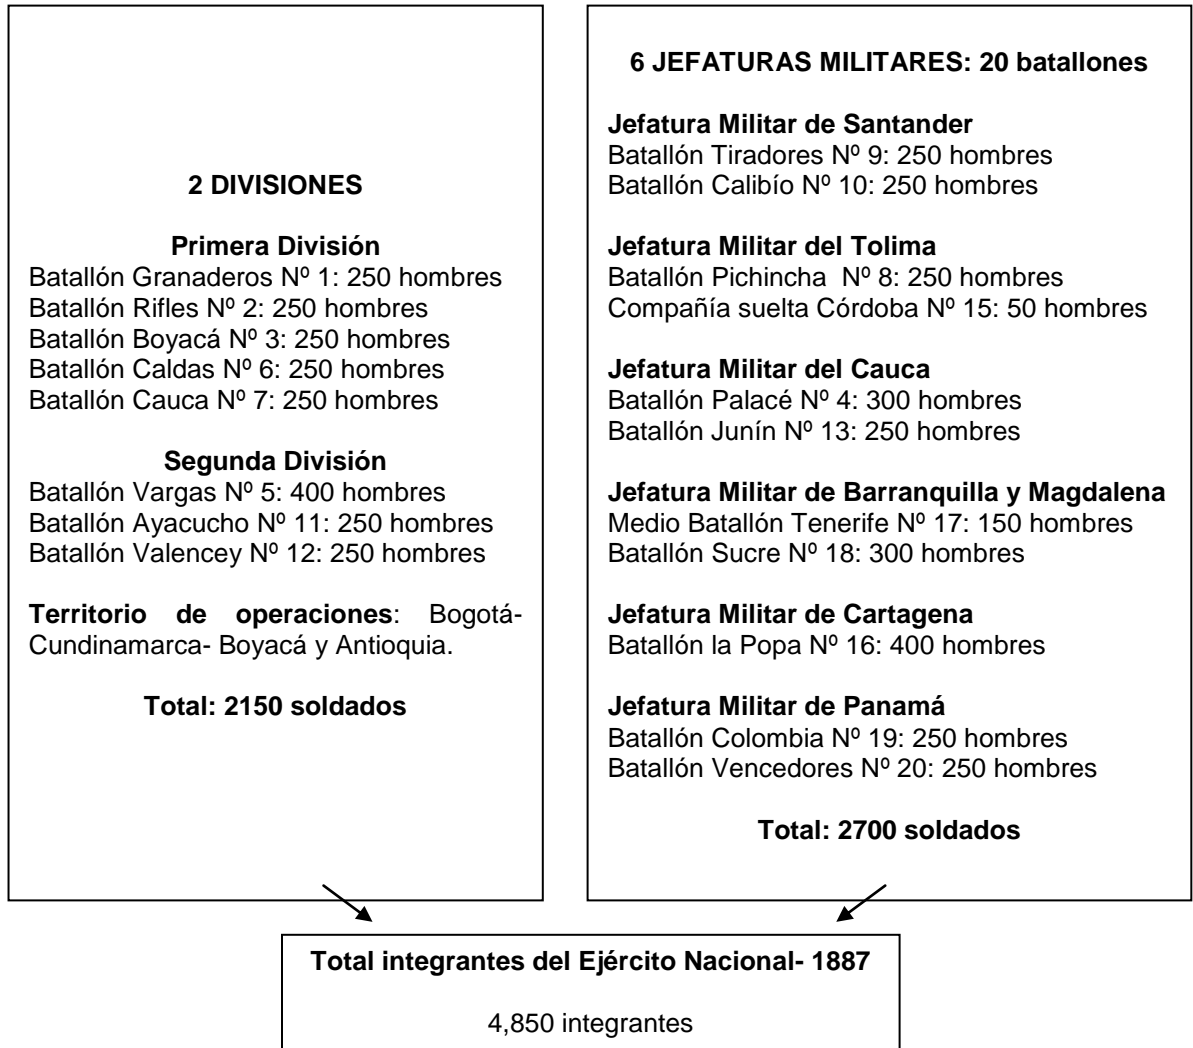 2 DIVISIONES
Primera División
Batallón Granaderos Nº 1: 250 hombres
Batallón Rifles Nº 2: 250 hombres
Batallón Boyacá Nº 3: 250 hombres
Batallón Caldas Nº 6: 250 hombres
Batallón Cauca Nº 7: 250 hombres
Segunda División
Batallón Vargas Nº 5: 400 hombres
Batallón Ayacucho Nº 11: 250 hombres
Batallón Valencey Nº 12: 250 hombres
Territorio de operaciones: Bogotá-
Cundinamarca- Boyacá y Antioquia.
Total: 2150 soldados
6 JEFATURAS MILITARES: 20 batallones
Jefatura Militar de Santander
Batallón Tiradores Nº 9: 250 hombres
Batallón Calibío Nº 10: 250 hombres
Jefatura Militar del Tolima
Batallón Pichincha Nº 8: 250 hombres
Compañía suelta Córdoba Nº 15: 50 hombres
Jefatura Militar del Cauca
Batallón Palacé Nº 4: 300 hombres
Batallón Junín Nº 13: 250 hombres
Jefatura Militar de Barranquilla y Magdalena
Medio Batallón Tenerife Nº 17: 150 hombres
Batallón Sucre Nº 18: 300 hombres
Jefatura Militar de Cartagena
Batallón la Popa Nº 16: 400 hombres
Jefatura Militar de Panamá
Batallón Colombia Nº 19: 250 hombres
Batallón Vencedores Nº 20: 250 hombres
Total: 2700 soldados
Total integrantes del Ejército Nacional- 1887
4,850 integrantes